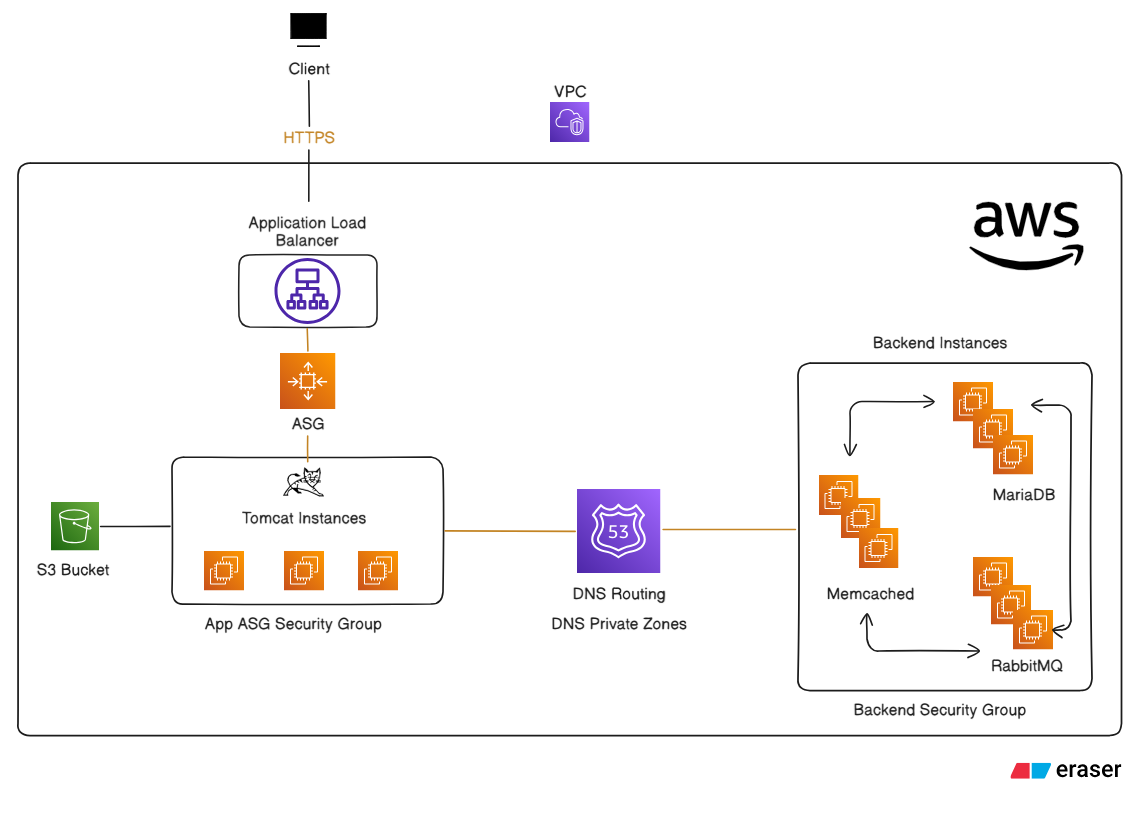 Client
VPC
HTTPS
Application Load
Balancer
aws
Backend Instances
ASG
MariaDB
Tomcat Instances
53
S3 Bucket
DNS Routing
Memcached
App ASG Security Group
DNS Private Zones
RabbitMQ
Backend Security Group
eraser